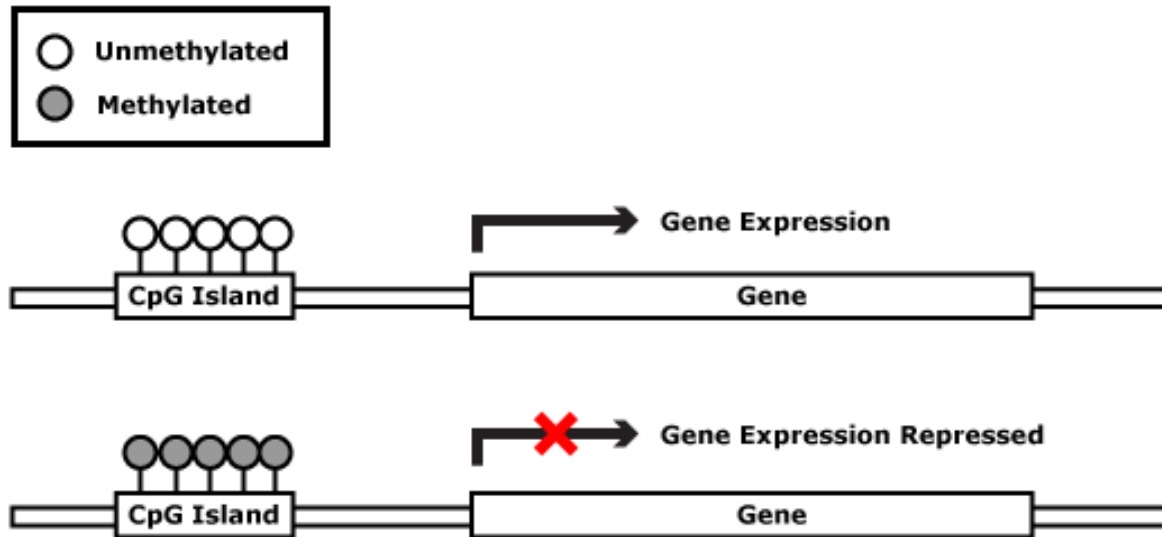 Unmethylated
Methylated
Gene Expression
CpG Island
Gene
Gene Expression Repressed
CpG Island
Gene